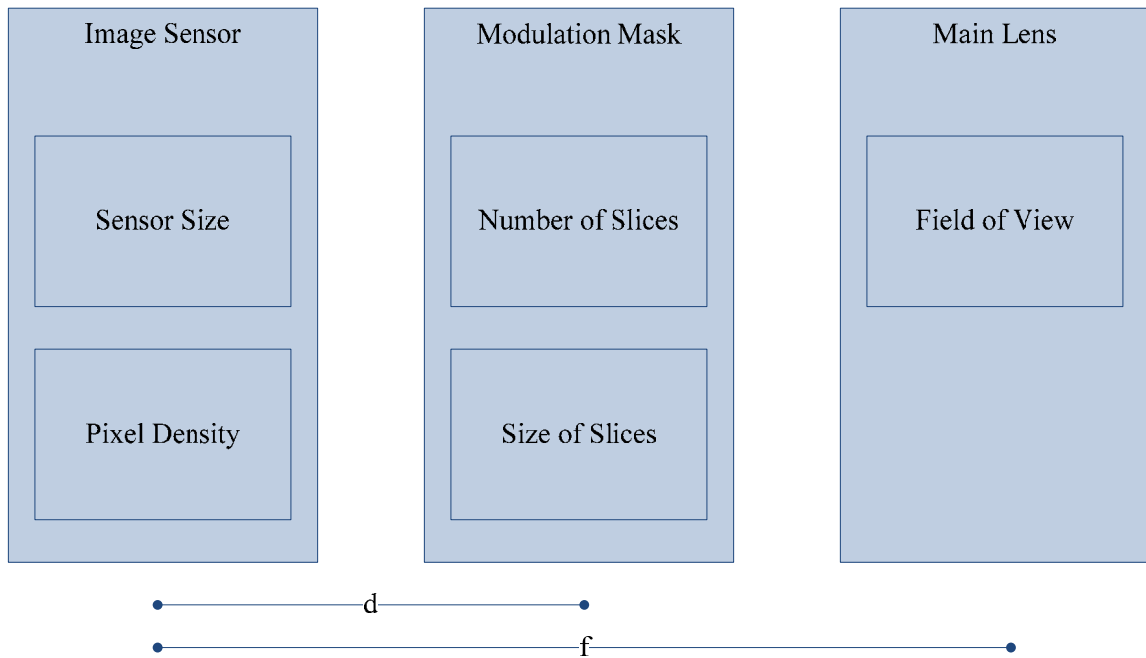 Image Sensor
Sensor Size
Pixel Density
Modulation Mask
Number of Slices
Size of Slices
Main Lens
Field of View
d
f